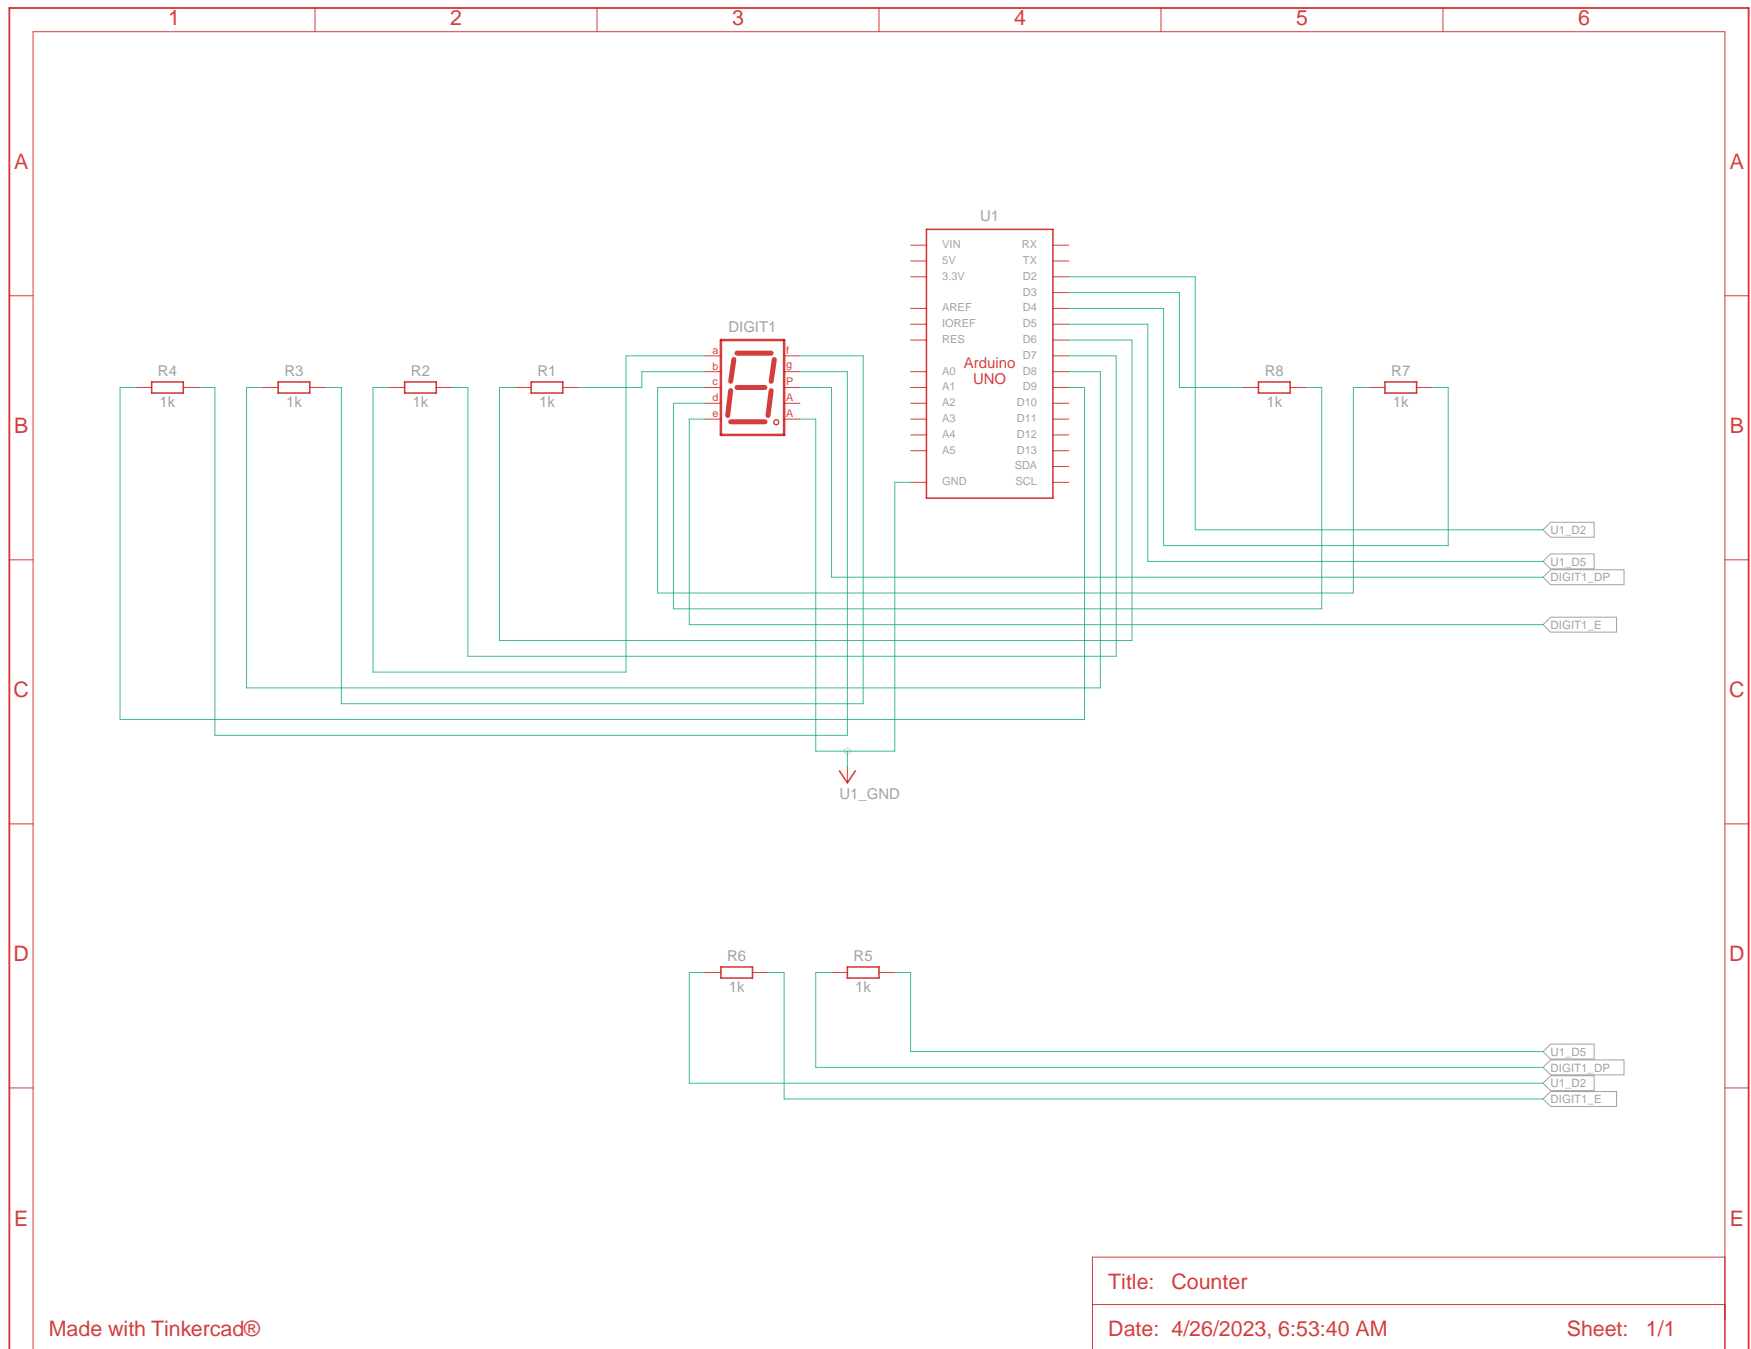 1 2 3 4 5 6
A A
U1
VIN RX
5V TX
3.3V D2
D3
AREF D4
IOREF D5
RES D6
D7
Arduino
UNO
A0 D8
A1 D9
A2 D10
A3 D11
A4 D12
A5 D13
SDA
GND SCL
DIGIT1
a f
b g
c P
d A
e A
R4 R3 R2 R1 R8 R7
1k 1k 1k 1k 1k 1k
B B
U1_D2
U1_D5
DIGIT1_DP
DIGIT1_E
C C
U1_GND
D D
R6 R5
1k 1k
U1_D5
DIGIT1_DP
U1_D2
DIGIT1_E
E E
Title: Counter
Made with Tinkercad®
Date: 4/26/2023, 6:53:40 AM Sheet: 1/1